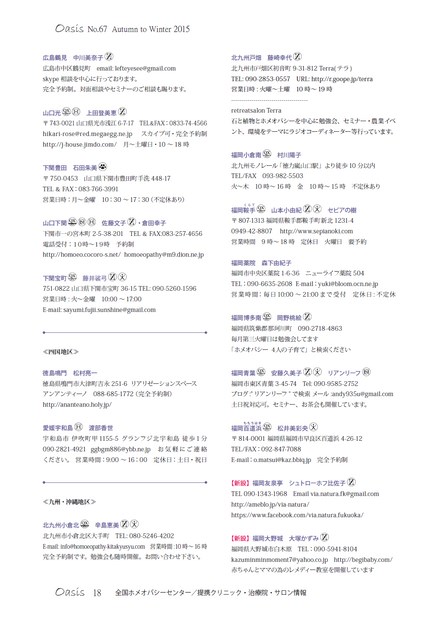 Oasis No.67 Autumn to Winter 2015
広島鶴見 中川美奈子 Z
広島市中区鶴見町 email: lefteyesee@gmail.com
skype 相談を中心に行っております。
完全予約制。対面相談やセミナーのご相談も賜ります。
山口光 H 上田登美恵 Z
〒743-0021 山口県光市浅江 6-7-17 TEL&FAX：0833-74-4566
hikari-rose@red.megaegg.ne.jp スカイプ可・完全予約制
http://j-house.jimdo.com/ 月〜土曜日・10 〜 18 時
下関豊田 石田朱美
〒750 0453 山口県下関市豊田町手洗 448-17
TEL & FAX: 083-766-3991
営業日時：月〜金曜 10：30 〜 17：30（不定休あり）
山口下関 H 佐藤文子 Z・倉田幸子
下関市一の宮本町 2-5-38-201 TEL & FAX:083-257-4656
電話受付：１０時〜１９時 予約制
http://homoeo.cocoro-s.net/ homoeopathy@m9.dion.ne.jp
下関宝町 藤井返弓 Z 犬
751-0822 山口県下関市宝町 36-15 TEL: 090-5260-1596
営業日時：火〜金曜 10:00 〜 17:00
E-mail: sayumi.fujii.sunshine@gmail.com
≪四国地区≫
徳島鳴門 松村亮一
徳島県鳴門市大津町吉永 251-6 リアリゼーションスペース
アンアンティーノ 088-685-1772（完全予約制）
http://ananteano.holy.jp/
愛媛宇和島 H 渡部香世
宇和島市伊吹町甲 1155-5 グランフジ北宇和島 徒歩 1 分
090-2821-4921 ggbgm886@ybb.ne.jp お気軽にご連絡
ください。 営業時間：9:00 〜 16：00 定休日：土日・祝日
≪九州・沖縄地区≫
北九州小倉北 辛島恵美 Z 犬
北九州市小倉北区大手町 TEL: 080-5246-4202
E-mail: info@homoeopathy-kitakyusyu.com 営業時間 :10 時〜 16 時
完全予約制です。勉強会も随時開催。お問い合わせ下さい。
北九州戸畑 藤崎幸代 Z
北九州市戸畑区初音町 9-31-812 Terra(テラ)
TEL: 090-2853-0557 URL: http://r.goope.jp/terra
営業日時 : 火曜〜土曜 10 時〜 19 時
retreatsalon Terra
石と植物とホメオパシーを中心に勉強会、セミナー・農業イベ
ント、環境をテーマにラジオコーディネーター等行っています。
福岡小倉南 村川陽子
北九州モノレール「徳力嵐山口駅」より徒歩 10 分以内
TEL/FAX 093-982-5503
火〜木 10 時〜 16 時 金 10 時〜 15 時 不定休あり
福岡鞍手 山本小由紀 Z 犬 セピアの樹
〒 807-1313 福岡県鞍手郡鞍手町新北 1231-4
0949-42-8807 http://www.sepianoki.com
営業時間 9 時〜 18 時 定休日 火曜日 要予約
福岡薬院 森下由紀子
福岡市中央区薬院 1-6-36 ニューライフ薬院 504
TEL：090-6635-2608 E-mail：yuki@bloom.ocn.ne.jp
営業時間：毎日 10:00 〜 21:00 まで受付 定休日：不定休
福岡博多南 岡野桃絵 Z
福岡県筑紫郡那珂川町 090-2718-4863
毎月第三火曜日は勉強会してます
「ホメオパシー 4人の子育て」と検索ください
福岡青葉 安藤久美子 Z 犬 リアンリーフ
福岡市東区青葉 3-45-74 Tel: 090-9585-2752
ブログ "リアンリーフ" で検索 メール :andy935u@gmail.com
土日祝対応可。セミナー、お茶会も開催しています。
福岡百道浜 松井美彩央 犬
〒 814-0001 福岡県福岡市早良区百道浜 4-26-12
TEL/FAX：092-847-7088
E-mail：o.matsui@kaz.bbiq.jp 完全予約制
【新設】福岡友泉亭 シュトローホフ辻佐子 Z
TEL 090-1343-1968 Email via.natura.fk@gmail.com
http://ameblo.jp/via-natura/
https://www.facebook.com/via.natura.fukuoka/
【新設】福岡大野城 大塚かずみ Z
福岡県大野城市白木原 TEL：090-5941-8104
kazuminminmoment7@yahoo.co.jp http://begibaby.com/
赤ちゃんとママの為のレメディー教室を開催しています
Oasis 18 全国ホメオパシーセンター／提携クリニック・治療院・サロン情報